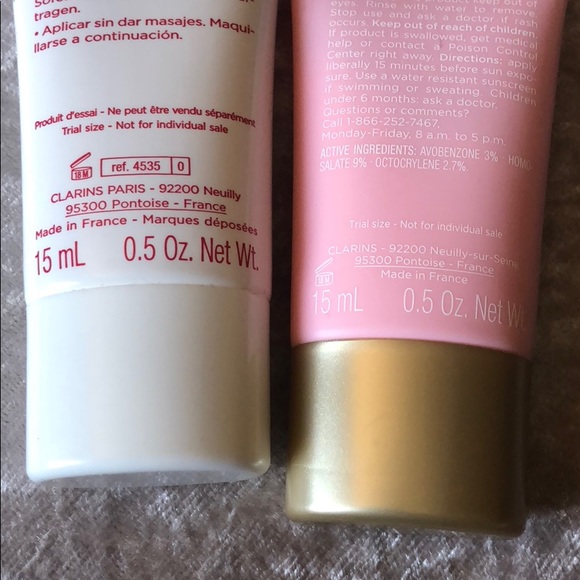 tragen.
• Aplicar sin dar masajes. Maqui-
llarse a continuación.
Produit d'essai - Ne peut être vendu séparément
Trial size - Not for individual sale
18 M
ref. 4535 0
CLARINS PARIS - 92200 Neuilly
95300 Pontoise - France
Made in France - Marques déposées
15 mL 0.5 Oz. Net Wt.
eyes. Rinse with water to remove.
Stop use and ask a doctor if rash
occurs. Keep out of reach of children.
If product is swallowed, get medical
help or contact a Poison Control
Center right away. Directions: apply
liberally 15 minutes before sun expo-
sure. Use a water resistant sunscreen
if swimming or sweating. Children
under 6 months: ask a doctor.
Questions or comments?
Call 1-866-252-7467.
Monday-Friday, 8 a.m. to 5 p.m.
ACTIVE INGREDIENTS: AVOBENZONE 3% · HOMO-
SALATE 9% · OCTOCRYLENE 2.7%.
Trial size - Not for individual sale
CLARINS - 92200 Neuilly-sur-Seine
95300 Pontoise - France
Made in France
18 M
15 mL 0.5 Oz. Net Wt.